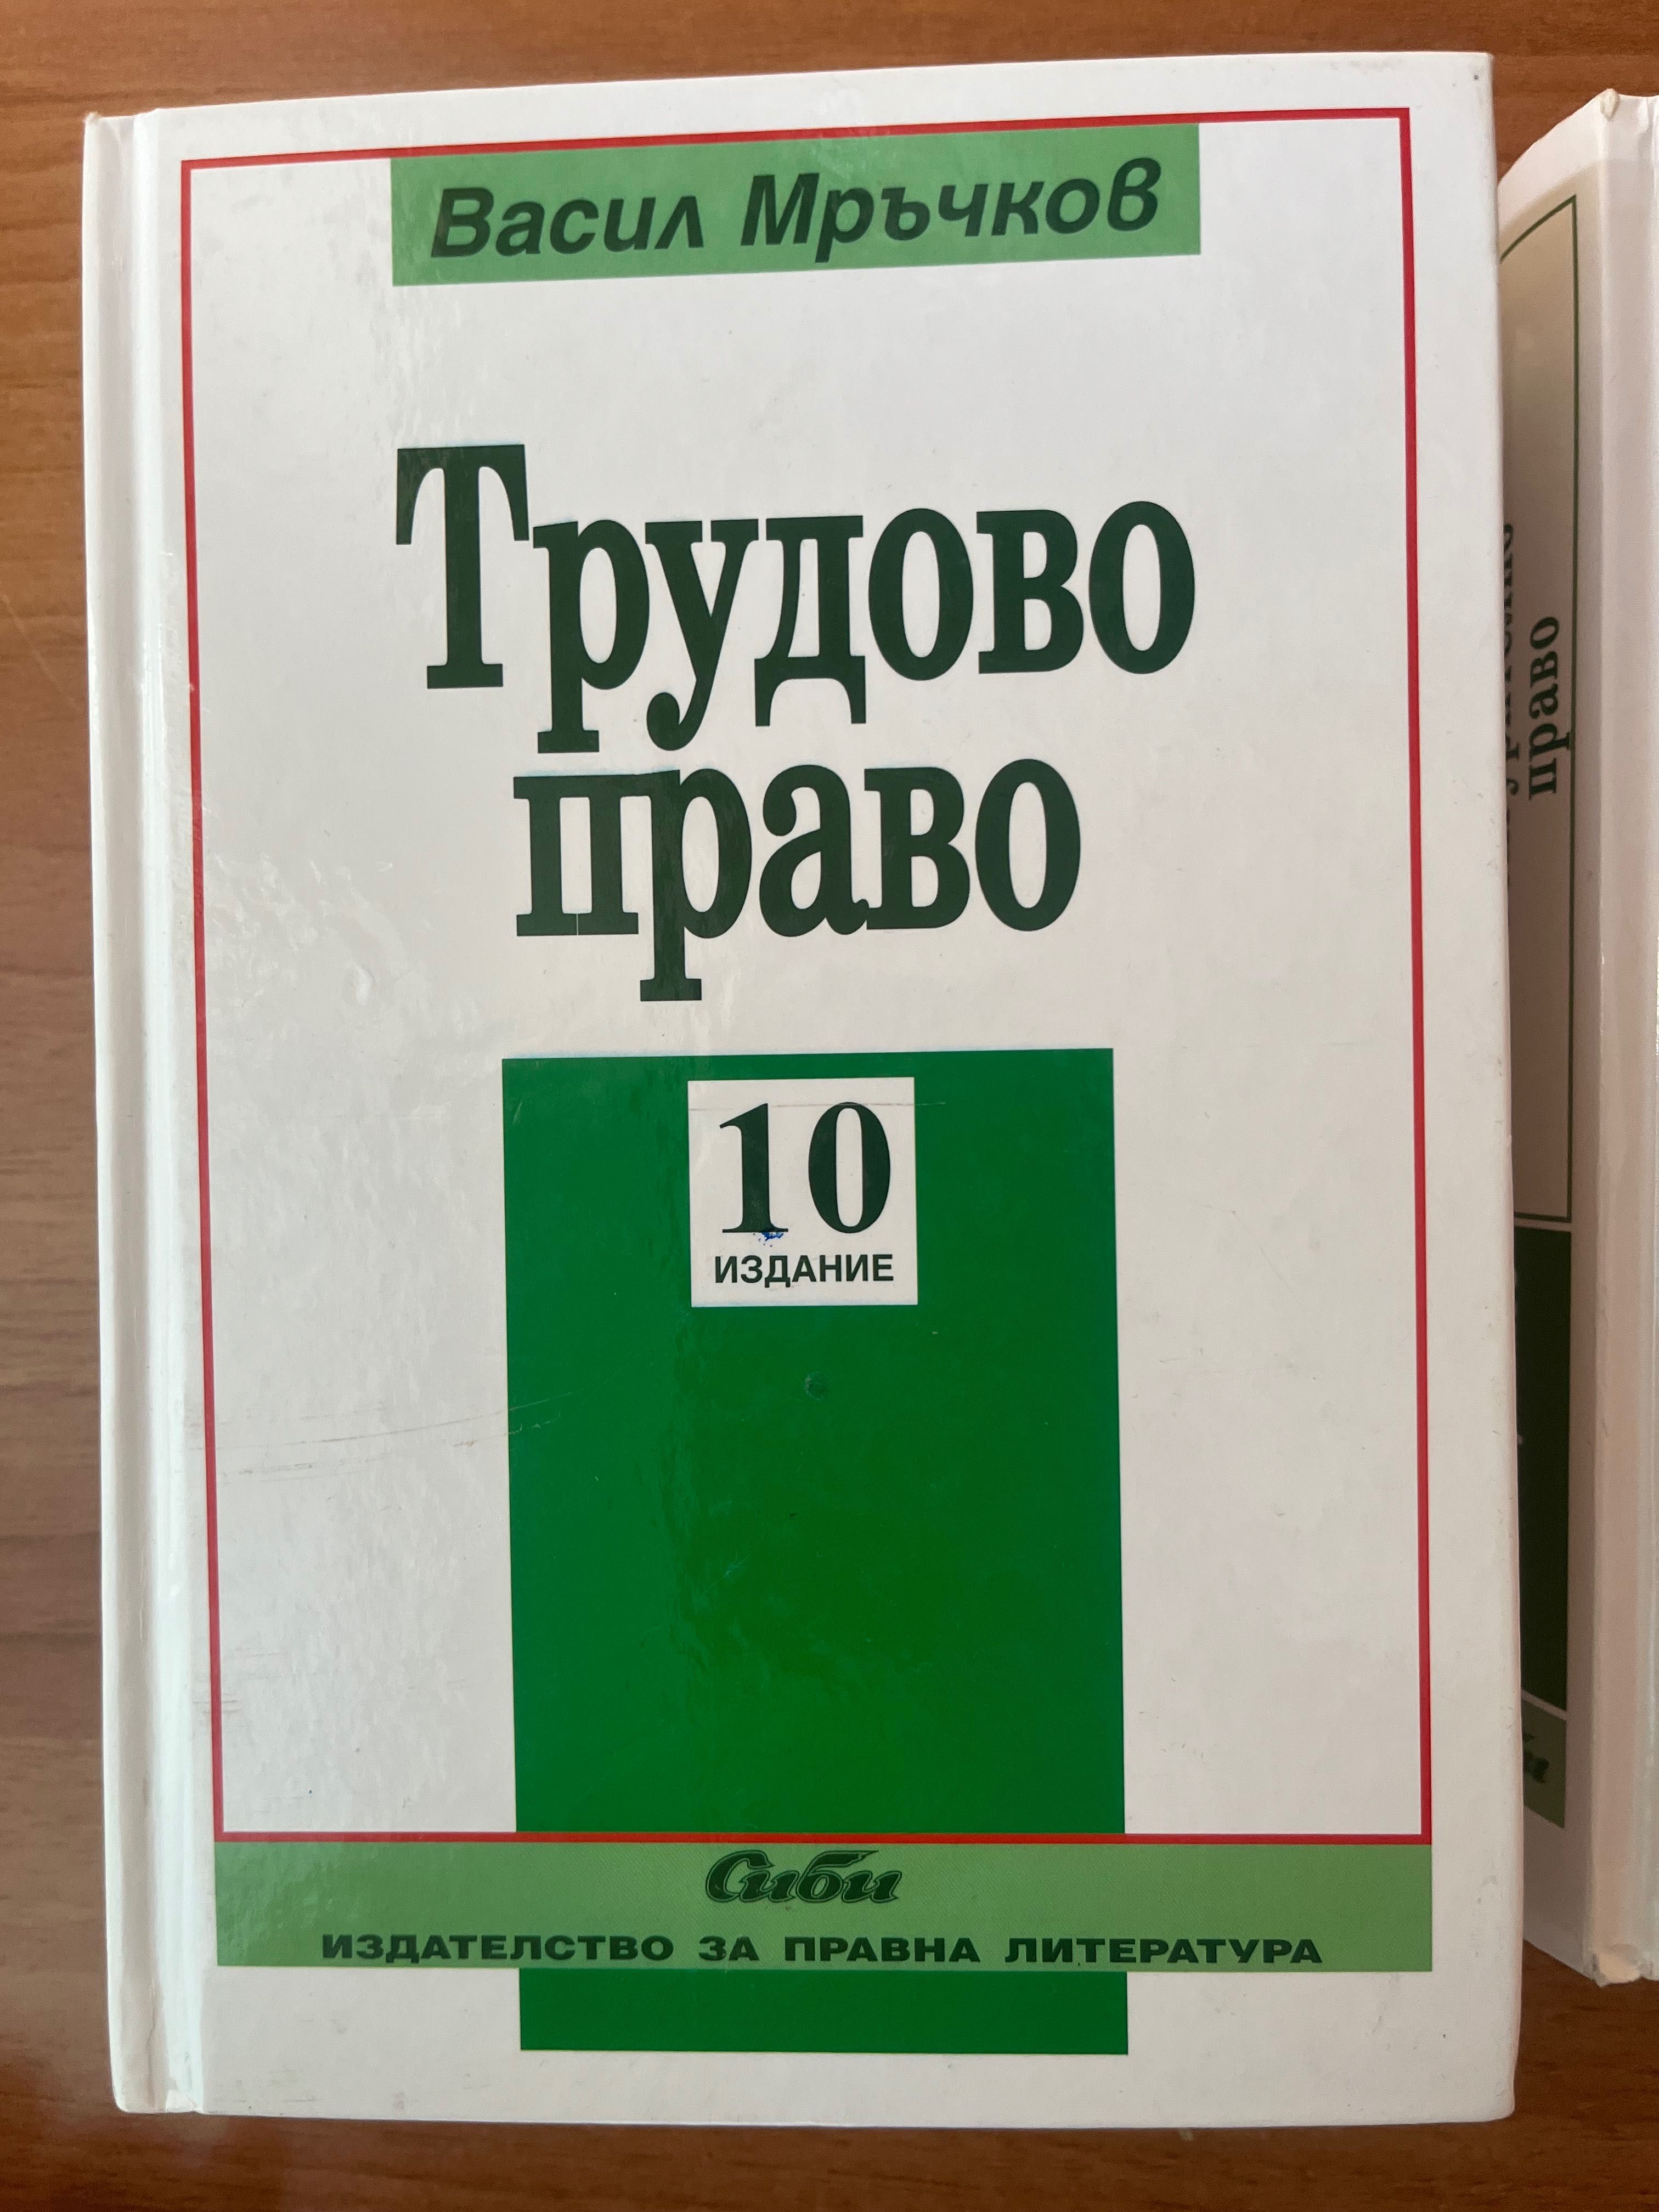 Васил Мръчков
Трудово
право
10
ИЗДАНИЕ
Сиби
ИЗДАТЕЛСТВО ЗА ПРАВНА ЛИТЕРАТУРА
право